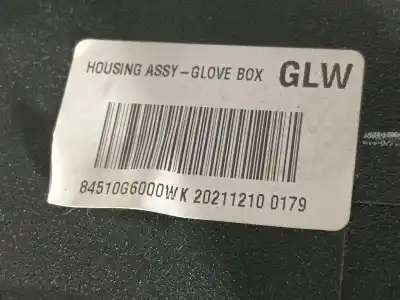 HOUSING ASSY-GLOVE BOX GLW
84510G6000WK 20211210 0179